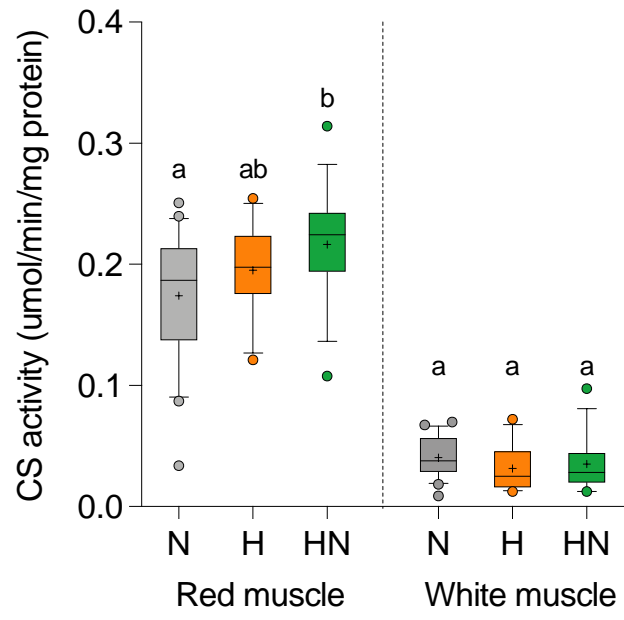 CS activity (umol/min/mg protein)
0.4
0.3
0.2
0.1
0.0
a
ab
b
a
a
a
N
H
HN
N
H
HN
Red muscle
White muscle